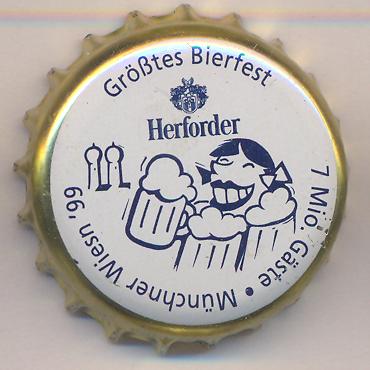 Größtes Bierfest
Herforder
7 Mio. Gäste • Münchner Wiesn '99